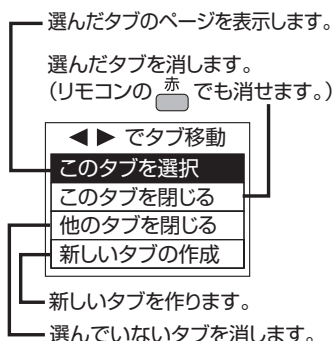 選んだタブのページを表示します。
選んだタブを消します。
(リモコンの 赤 でも消せます。)
◀ ▶ でタブ移動
このタブを選択
このタブを閉じる
他のタブを閉じる
新しいタブの作成
新しいタブを作ります。
選んでいないタブを消します。